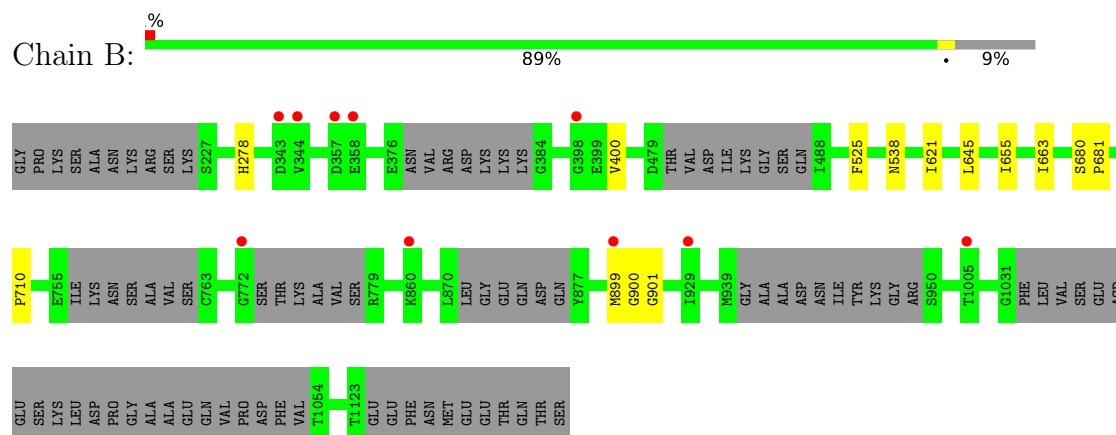 .%
Chain B:
89% • 9%
GLY PRO LYS SER ALA ASN LYS ARG SER LYS S227 H278 D343 V344 D357 E358 E376 ASN VAL ARG ASP LYS LYS LYS G384 G398 E399 V400 D479 THR VAL ASP ILE LYS GLY SER GLN I488 F525 N538 I621 L645 I655 I663 S680 P681
P710 E755 ILE LYS ASN SER ALA VAL SER C763 G772 SER THR LYS ALA VAL SER R779 K860 L870 LEU GLY GLU GLN ASP GLN Y877 M899 G900 G901 I929 M939 GLY ALA ALA ASP ASN ILE TYR LYS GLY ARG S950 T1005 G1031 PHE LEU VAL SER GLU
GLU SER LYS LEU ASP PRO GLY ALA ALA GLU GLN VAL PRO ASP PHE VAL T1054 T1123 GLU GLU PHE ASN MET GLU GLU THR GLN THR SER